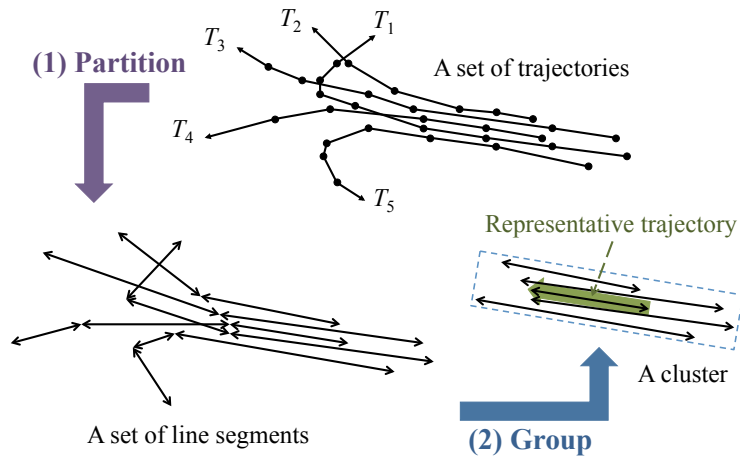 T1
T2
T3
(1) Partition
A set of trajectories
T4
T5
Representative trajectory
A cluster
A set of line segments
(2) Group